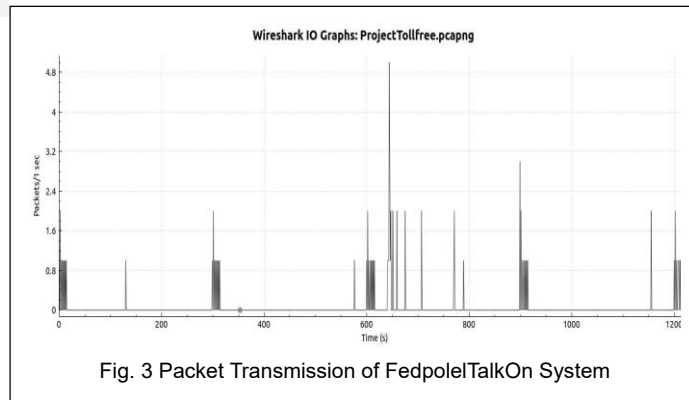 Wireshark IO Graphs: ProjectTollfree.pcapng
4.8
4
3.2
2.4
1.6
0.8
0
Packets/1 sec
0 200 400 600 800 1000 1200
Time (s)
Fig. 3 Packet Transmission of FedpolelTalkOn System